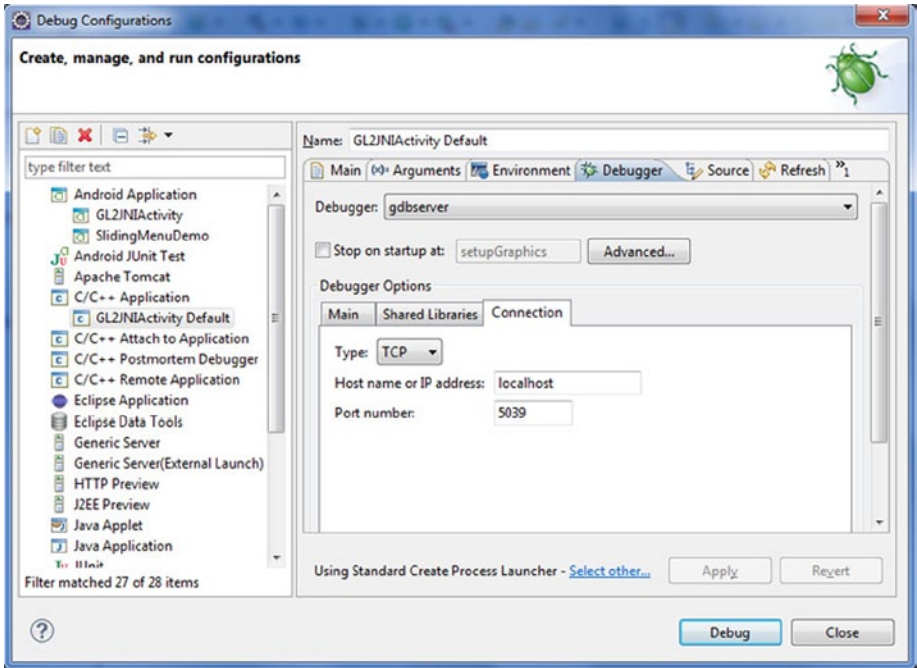 Debug Configurations
Create, manage, and run configurations
type filter text
Android Application
GL2JNIActivity
SlidingMenuDemo
Android JUnit Test
Apache Tomcat
C/C++ Application
GL2JNIActivity Default
C/C++ Attach to Application
C/C++ Postmortem Debugger
C/C++ Remote Application
Eclipse Application
Eclipse Data Tools
Generic Server
Generic Server(External Launch)
HTTP Preview
J2EE Preview
Java Applet
Java Application
JUnit
Filter matched 27 of 28 items
Name: GL2JNIActivity Default
Main (x)= Arguments Environment Debugger Source Refresh »1
Debugger: gdbserver
Stop on startup at: setupGraphics Advanced...
Debugger Options
Main Shared Libraries Connection
Type: TCP
Host name or IP address: localhost
Port number: 5039
Using Standard Create Process Launcher - Select other... Apply Revert
? Debug Close